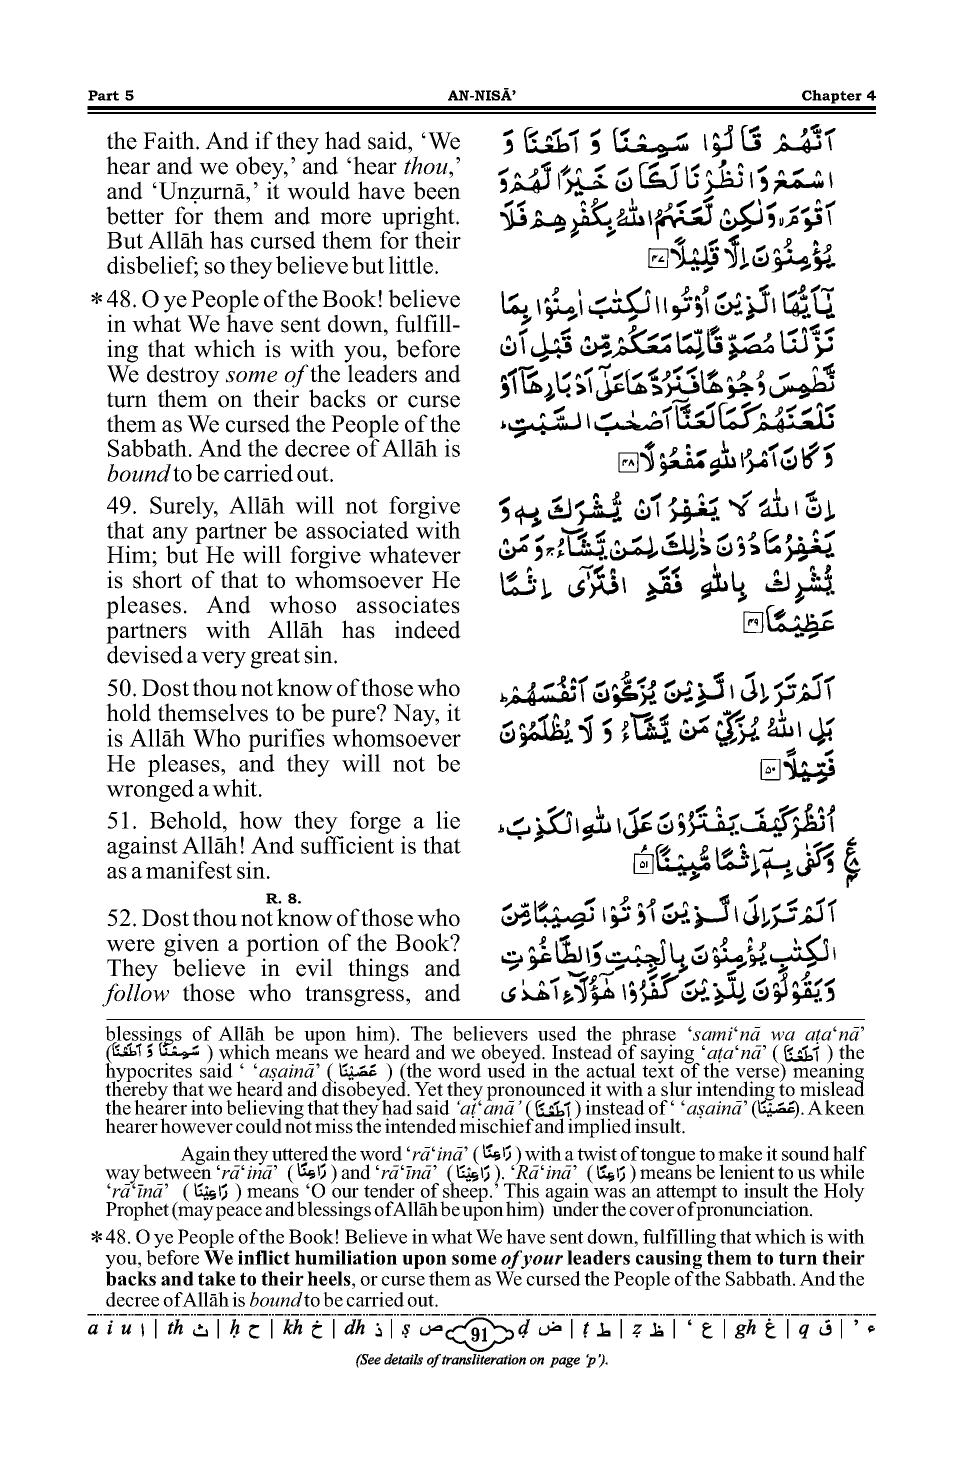 Part 5 AN-NISĀ’ Chapter 4
the Faith. And if they had said, ‘We
hear and we obey,’ and ‘hear thou,’
and ‘Unẓurnā,’ it would have been
better for them and more upright.
But Allāh has cursed them for their
disbelief; so they believe but little.
*48. O ye People of the Book! believe
in what We have sent down, fulfill-
ing that which is with you, before
We destroy some of the leaders and
turn them on their backs or curse
them as We cursed the People of the
Sabbath. And the decree of Allāh is
bound to be carried out.
49. Surely, Allāh will not forgive
that any partner be associated with
Him; but He will forgive whatever
is short of that to whomsoever He
pleases. And whoso associates
partners with Allāh has indeed
devised a very great sin.
50. Dost thou not know of those who
hold themselves to be pure? Nay, it
is Allāh Who purifies whomsoever
He pleases, and they will not be
wronged a whit.
51. Behold, how they forge a lie
against Allāh! And sufficient is that
as a manifest sin.
R. 8.
52. Dost thou not know of those who
were given a portion of the Book?
They believe in evil things and
follow those who transgress, and
اَنَّهُمْ قَالُوْا سَمِعْنَا وَ اَطَعْنَا وَ
اسْمَعْ وَ انْظُرْنَا لَكَانَ خَيْرًا لَّهُمْ وَ
اَقْوَمَ ۙ وَلٰكِنْ لَّعَنَهُمُ اللّٰهُ بِكُفْرِهِمْ فَلَا
يُؤْمِنُوْنَ اِلَّا قَلِيْلًا ۴۷
يٰۤاَيُّهَا الَّذِيْنَ اُوْتُوا الْكِتٰبَ اٰمِنُوْا بِمَا
نَزَّلْنَا مُصَدِّقًا لِّمَا مَعَكُمْ مِّنْ قَبْلِ اَنْ
نَّطْمِسَ وُجُوْهًا فَنَرُدَّهَا عَلٰۤى اَدْبَارِهَاۤ اَوْ
نَلْعَنَهُمْ كَمَا لَعَنَّاۤ اَصْحٰبَ السَّبْتِ ؕ
وَ كَانَ اَمْرُ اللّٰهِ مَفْعُوْلًا ۴۸
اِنَّ اللّٰهَ لَا يَغْفِرُ اَنْ يُّشْرَكَ بِهٖ وَ
يَغْفِرُ مَا دُوْنَ ذٰلِكَ لِمَنْ يَّشَآءُ ۚ وَ مَنْ
يُّشْرِكْ بِاللّٰهِ فَقَدِ افْتَرٰۤى اِثْمًا
عَظِيْمًا ۴۹
اَلَمْ تَرَ اِلَى الَّذِيْنَ يُزَكُّوْنَ اَنْفُسَهُمْ ؕ
بَلِ اللّٰهُ يُزَكِّيْ مَنْ يَّشَآءُ وَ لَا يُظْلَمُوْنَ
فَتِيْلًا ۵۰
اُنْظُرْ كَيْفَ يَفْتَرُوْنَ عَلَى اللّٰهِ الْكَذِبَ ؕ
وَ كَفٰى بِهٖۤ اِثْمًا مُّبِيْنًا ۵۱
اَلَمْ تَرَ اِلَى الَّذِيْنَ اُوْتُوْا نَصِيْبًا مِّنَ
الْكِتٰبِ يُؤْمِنُوْنَ بِالْجِبْتِ وَ الطَّاغُوْتِ
وَ يَقُوْلُوْنَ لِلَّذِيْنَ كَفَرُوْا هٰۤؤُلَآءِ اَهْدٰى
blessings of Allāh be upon him). The believers used the phrase ‘sami‘nā wa aṭa‘nā’
(سَمِعْنَا وَ اَطَعْنَا) which means we heard and we obeyed. Instead of saying ‘aṭa‘nā’ (اَطَعْنَا) the
hypocrites said ‘ ‘aṣainā’ (عَصَيْنَا) (the word used in the actual text of the verse) meaning
thereby that we heard and disobeyed. Yet they pronounced it with a slur intending to mislead
the hearer into believing that they had said ‘aṭ‘anā’ (اَطَعْنَا) instead of ‘ ‘aṣainā’ (عَصَيْنَا). A keen
hearer however could not miss the intended mischief and implied insult.
Again they uttered the word ‘rā‘inā’ (رَاعِنَا) with a twist of tongue to make it sound half
way between ‘rā‘inā’ (رَاعِنَا) and ‘rā‘īnā’ (رَاعِيْنَا). ‘Rā‘inā’ (رَاعِنَا) means be lenient to us while
‘rā‘īnā’ (رَاعِيْنَا) means ‘O our tender of sheep.’ This again was an attempt to insult the Holy
Prophet (may peace and blessings of Allāh be upon him) under the cover of pronunciation.
*48. O ye People of the Book! Believe in what We have sent down, fulfilling that which is with
you, before We inflict humiliation upon some of your leaders causing them to turn their
backs and take to their heels, or curse them as We cursed the People of the Sabbath. And the
decree of Allāh is bound to be carried out.
a i u ا | th ث | ḥ ح | kh خ | dh ذ | ṣ ص 91 ḍ ض | ṭ ط | ẓ ظ | ‘ ع | gh غ | q ق | ’ ء
(See details of transliteration on page ‘p’).